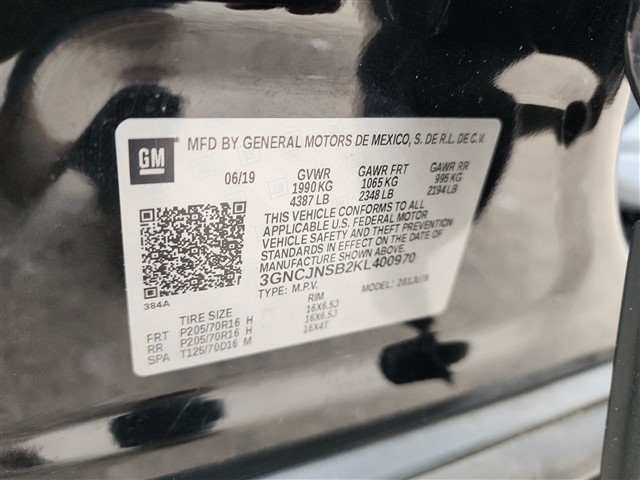 GM
MFD BY GENERAL MOTORS DE MEXICO, S. DE R.L. DE C.V.
06/19 GVWR GAWR FRT GAWR RR
1990 KG 1065 KG 995 KG
4387 LB 2348 LB 2194 LB
THIS VEHICLE CONFORMS TO ALL
APPLICABLE U.S. FEDERAL MOTOR
VEHICLE SAFETY AND THEFT PREVENTION
STANDARDS IN EFFECT ON THE DATE OF
3GNCJNSB2KL400970
TYPE: M.P.V. MODEL:
384A
TIRE SIZE RIM
FRT P205/70R16 H 16X6.5J
RR P205/70R16 H 16X6.5J
SPA T125/70D16 M 16X4T